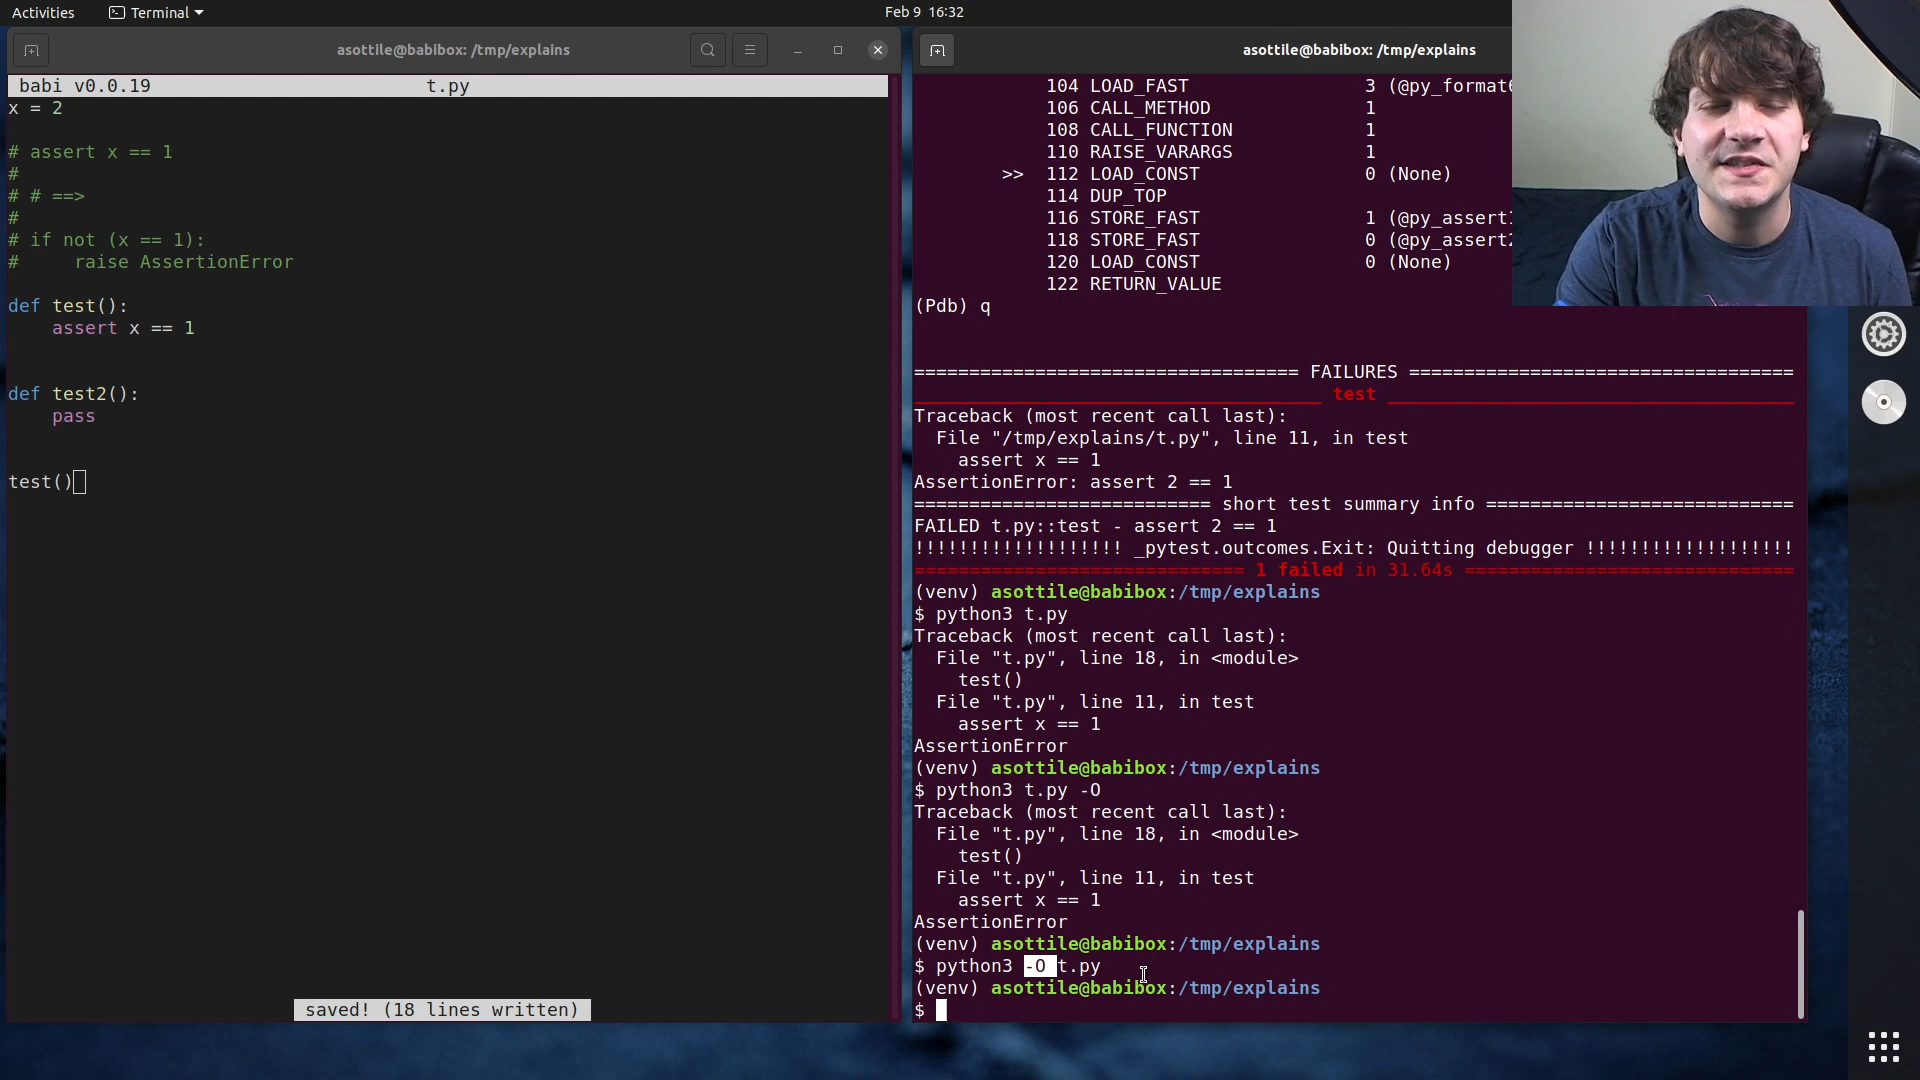 Activities
Terminal
Feb 9 16:32
asottile@babibox: /tmp/explains
babi v0.0.19 t.py
x = 2
# assert x == 1
#
# # ==>
#
# if not (x == 1):
#     raise AssertionError
def test():
    assert x == 1
def test2():
    pass
test()
saved! (18 lines written)
asottile@babibox: /tmp/explains
104 LOAD_FAST 3 (@py_format
106 CALL_METHOD 1
108 CALL_FUNCTION 1
110 RAISE_VARARGS 1
>> 112 LOAD_CONST 0 (None)
114 DUP_TOP
116 STORE_FAST 1 (@py_assert
118 STORE_FAST 0 (@py_assert2
120 LOAD_CONST 0 (None)
122 RETURN_VALUE
(Pdb) q
=================================== FAILURES ===================================
_____________________________________ test _____________________________________
Traceback (most recent call last):
  File "/tmp/explains/t.py", line 11, in test
    assert x == 1
AssertionError: assert 2 == 1
=========================== short test summary info ============================
FAILED t.py::test - assert 2 == 1
!!!!!!!!!!!!!!!!!!! _pytest.outcomes.Exit: Quitting debugger !!!!!!!!!!!!!!!!!!!
============================== 1 failed in 31.64s ==============================
(venv) asottile@babibox:/tmp/explains
$ python3 t.py
Traceback (most recent call last):
  File "t.py", line 18, in <module>
    test()
  File "t.py", line 11, in test
    assert x == 1
AssertionError
(venv) asottile@babibox:/tmp/explains
$ python3 t.py -O
Traceback (most recent call last):
  File "t.py", line 18, in <module>
    test()
  File "t.py", line 11, in test
    assert x == 1
AssertionError
(venv) asottile@babibox:/tmp/explains
$ python3 -O t.py
(venv) asottile@babibox:/tmp/explains
$